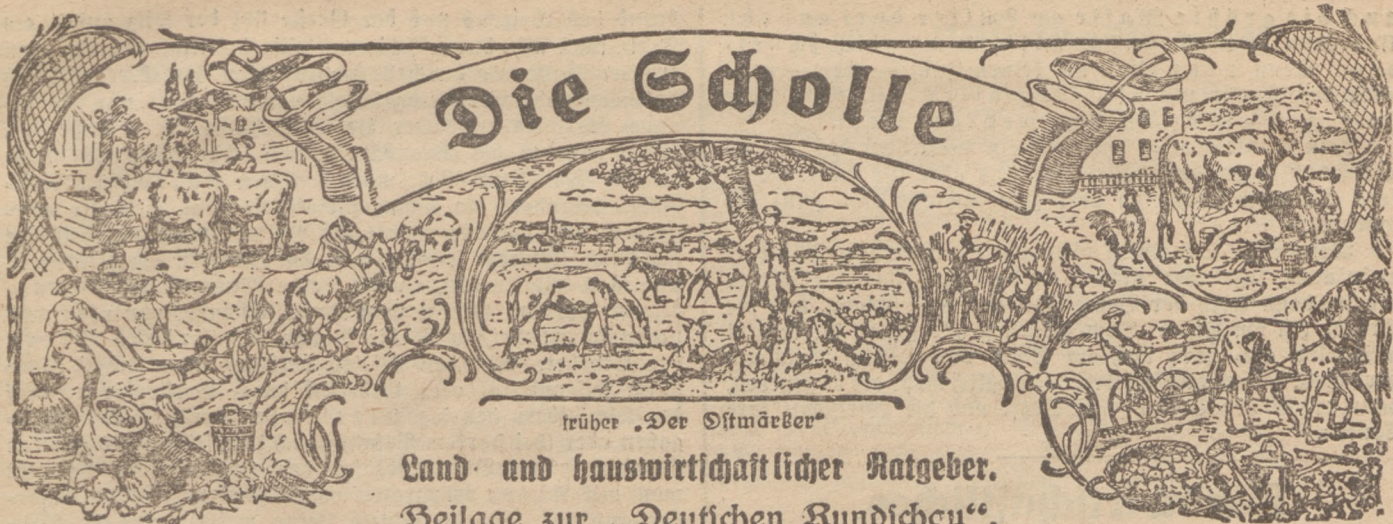 Die Scholle
früher „Der Ostmärker“
Land- und hauswirtschaftlicher Ratgeber.
Beilage zur „Deutschen Rundschau“.